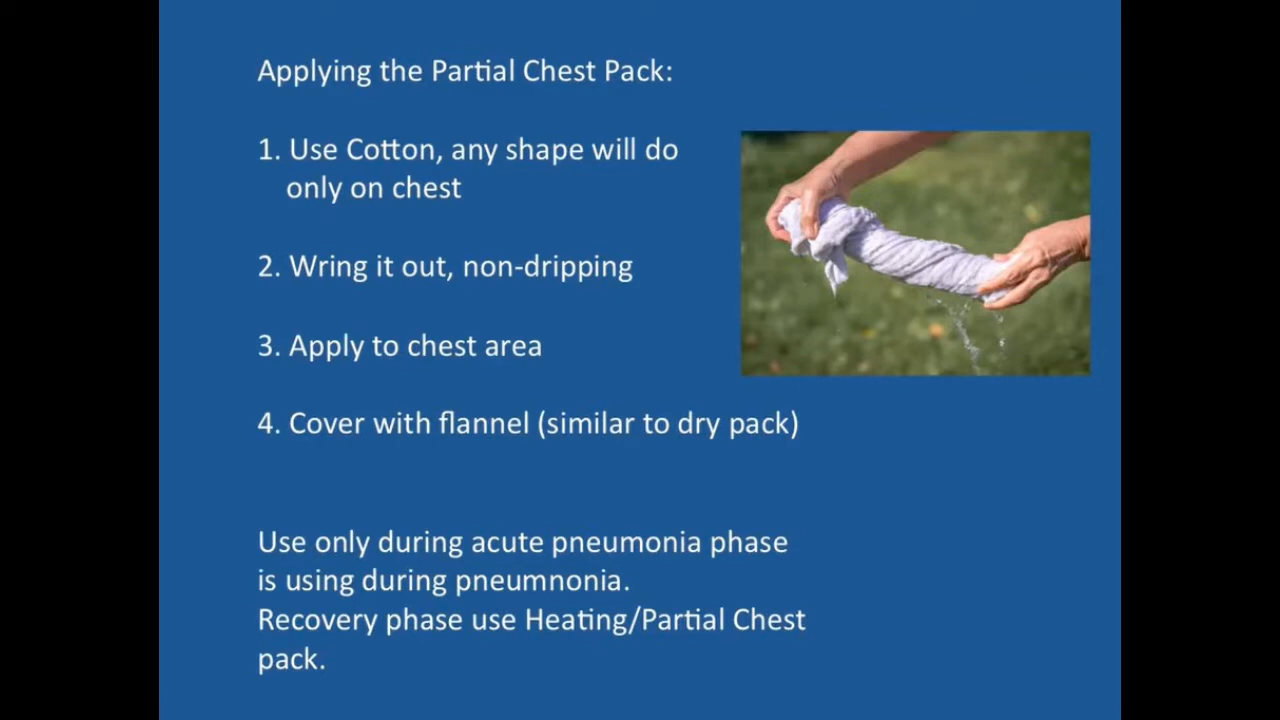 Applying the Partial Chest Pack:
1. Use Cotton, any shape will do
only on chest
2. Wring it out, non-dripping
3. Apply to chest area
4. Cover with flannel (similar to dry pack)
Use only during acute pneumonia phase
is using during pneumnonia.
Recovery phase use Heating/Partial Chest
pack.